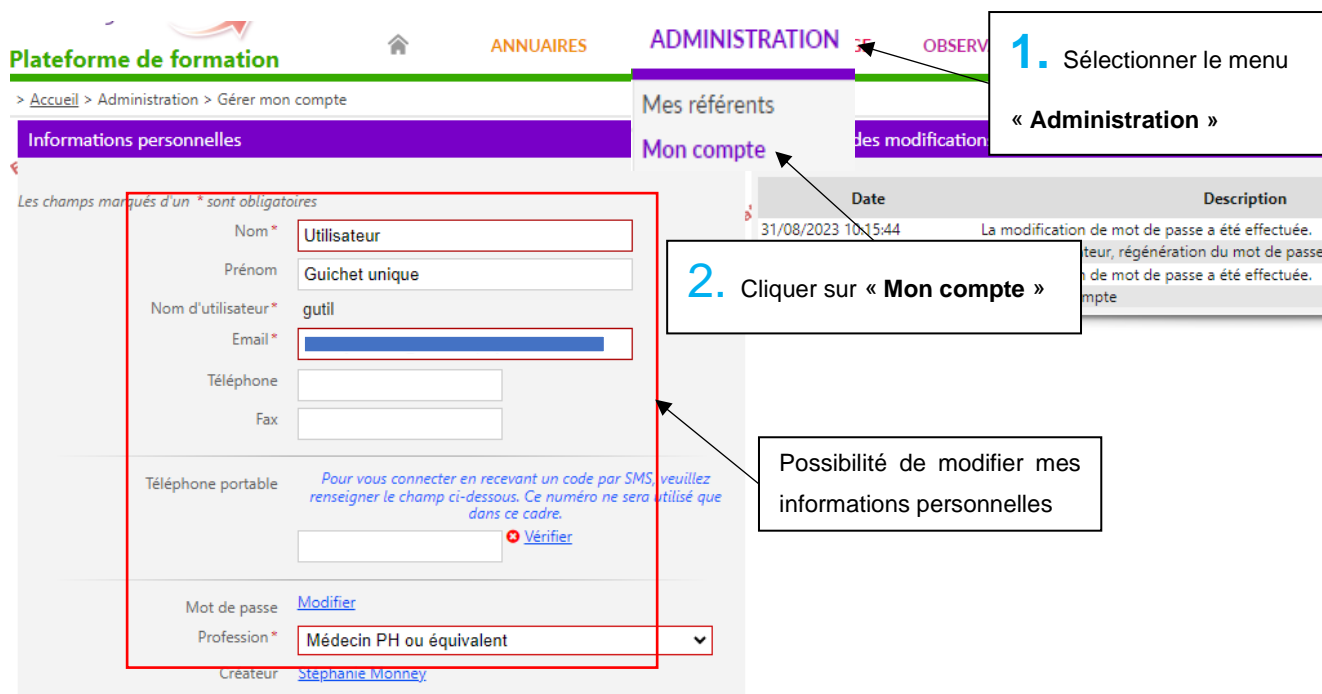 Plateforme de formation
ANNUAIRES
ADMINISTRATION
OBSERV
1. Sélectionner le menu
« Administration »
> Accueil > Administration > Gérer mon compte
Mes référents
Mon compte
Informations personnelles
des modification
Les champs marqués d'un * sont obligatoires
Date Description
Nom * Utilisateur
31/08/2023 10:15:44 La modification de mot de passe a été effectuée.
teur, régénération du mot de passe
de mot de passe a été effectuée.
mpte
2. Cliquer sur « Mon compte »
Prénom Guichet unique
Nom d'utilisateur * gutil
Email *
Téléphone
Fax
Possibilité de modifier mes
informations personnelles
Téléphone portable
Pour vous connecter en recevant un code par SMS, veuillez
renseigner le champ ci-dessous. Ce numéro ne sera utilisé que
dans ce cadre.
Vérifier
Mot de passe Modifier
Profession * Médecin PH ou équivalent
Créateur Stéphanie Monney